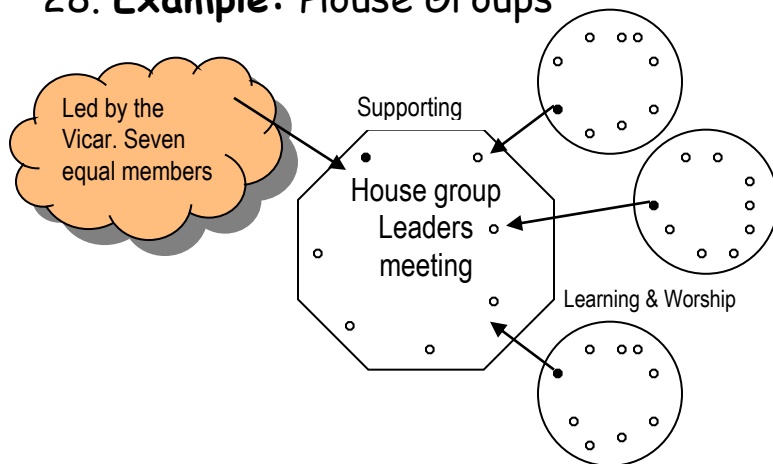 28. Example: House Groups
Led by the
Vicar. Seven
equal members
Supporting
House group
Leaders
meeting
Learning & Worship